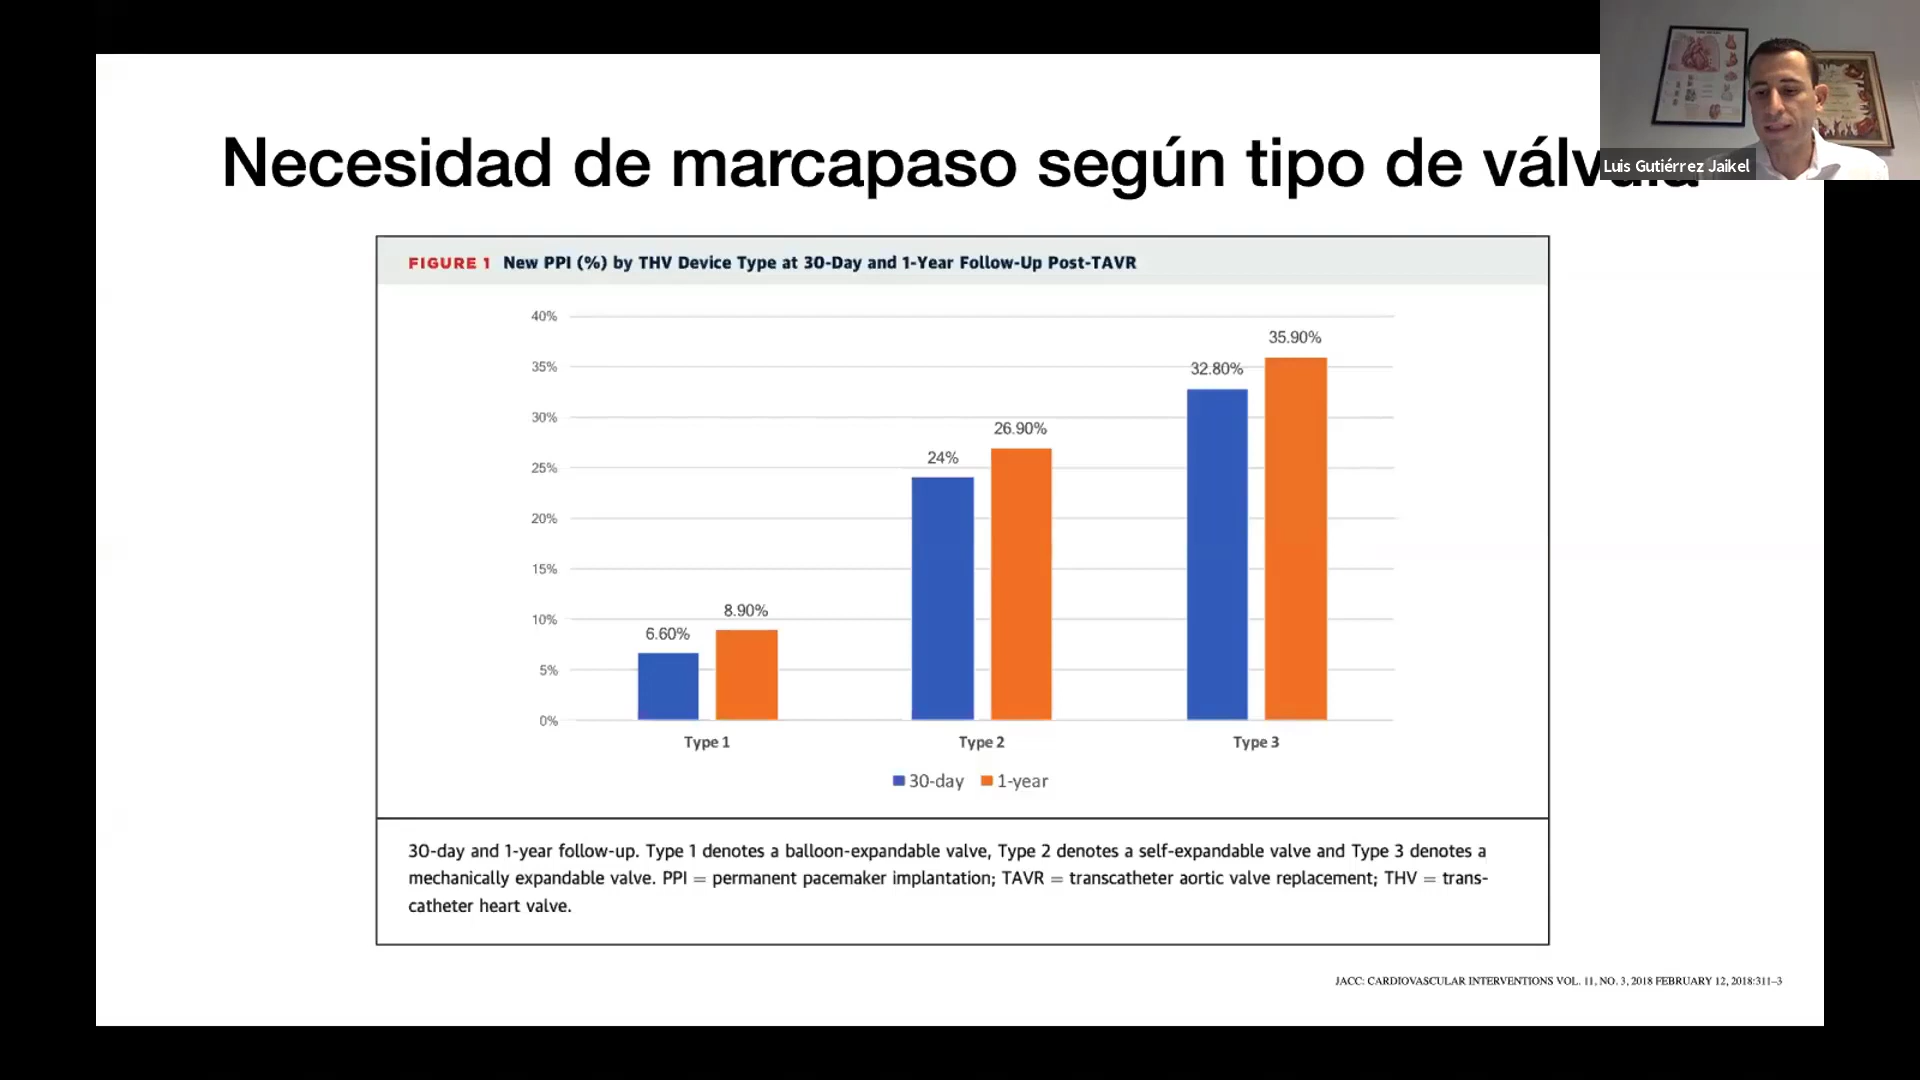 Necesidad de marcapaso según tipo de válvula
Luis Gutiérrez Jaikel
FIGURE 1 New PPI (%) by THV Device Type at 30-Day and 1-Year Follow-Up Post-TAVR
40%
35%
30%
25%
20%
15%
10%
5%
0%
6.60%
8.90%
24%
26.90%
32.80%
35.90%
Type 1
Type 2
Type 3
30-day 1-year
30-day and 1-year follow-up. Type 1 denotes a balloon-expandable valve, Type 2 denotes a self-expandable valve and Type 3 denotes a
mechanically expandable valve. PPI = permanent pacemaker implantation; TAVR = transcatheter aortic valve replacement; THV = trans-
catheter heart valve.
JACC: CARDIOVASCULAR INTERVENTIONS VOL. 11, NO. 3, 2018 FEBRUARY 12, 2018:311–3